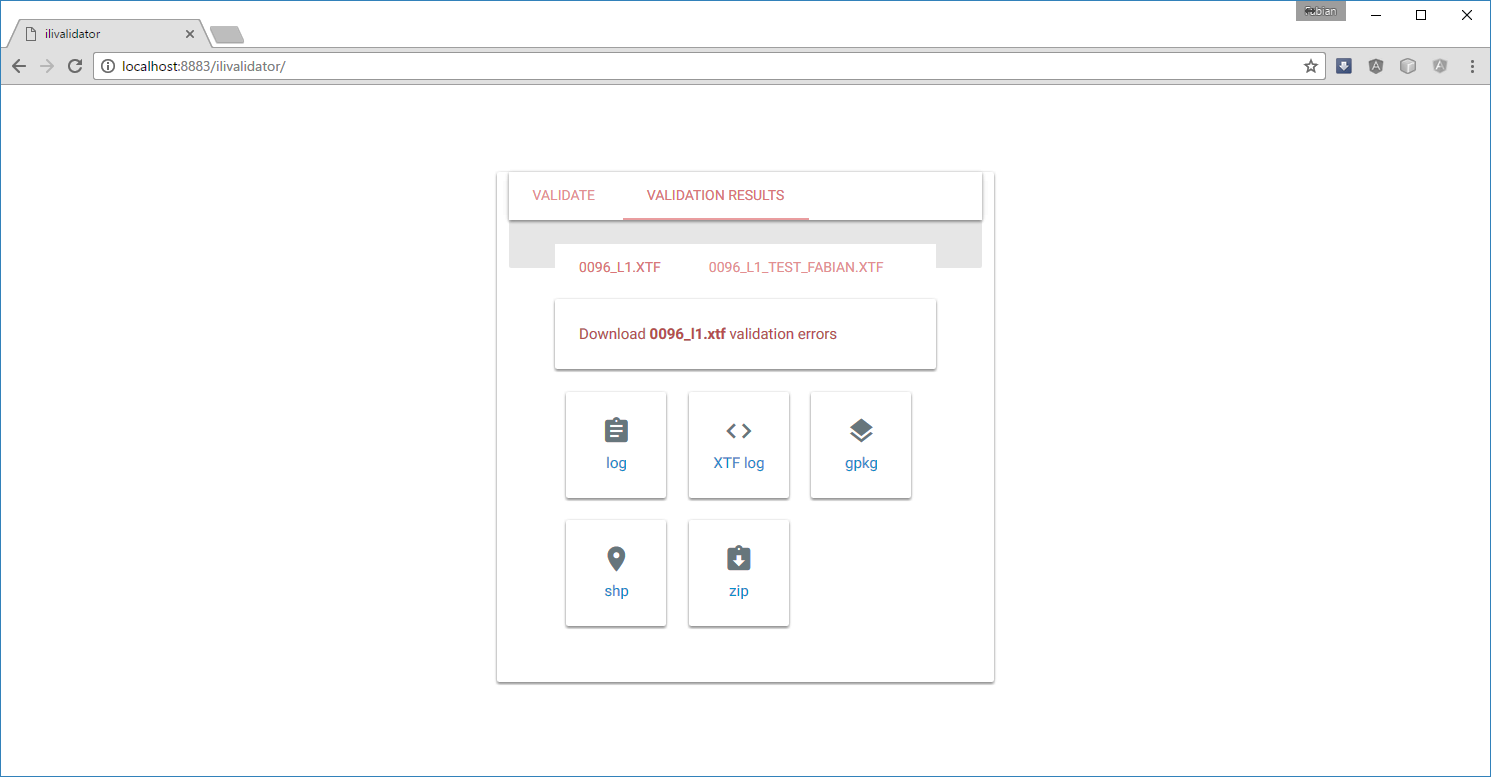 Fabian
ilivalidator
localhost:8883/ilivalidator/
VALIDATE VALIDATION RESULTS
0096_L1.XTF 0096_L1_TEST_FABIAN.XTF
Download 0096_l1.xtf validation errors
log XTF log gpkg
shp zip